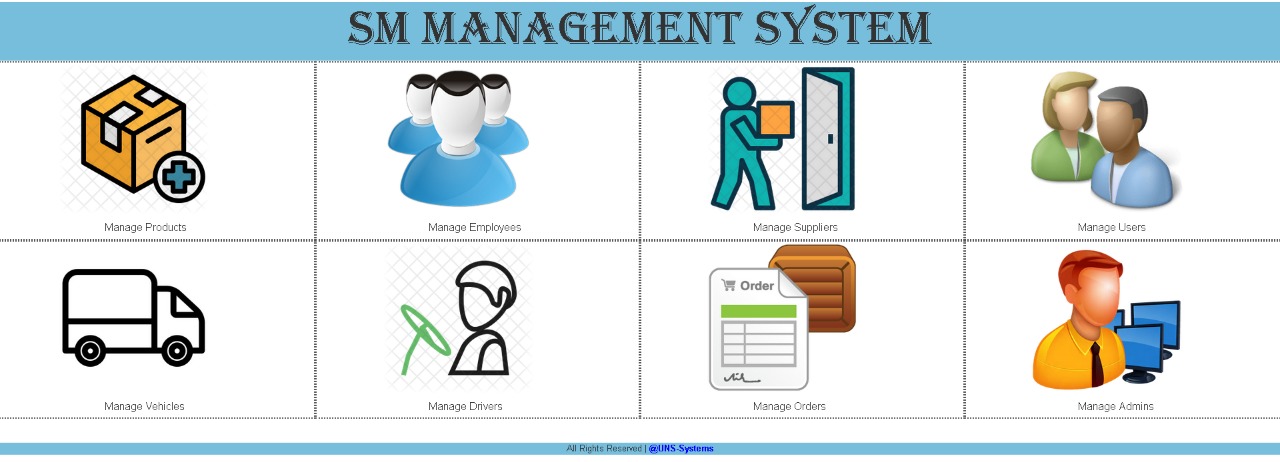 SM MANAGEMENT SYSTEM
Manage Products
Manage Employees
Manage Suppliers
Manage Users
Order
Manage Vehicles
Manage Drivers
Manage Orders
Manage Admins
All Rights Reserved | @UNS-Systems